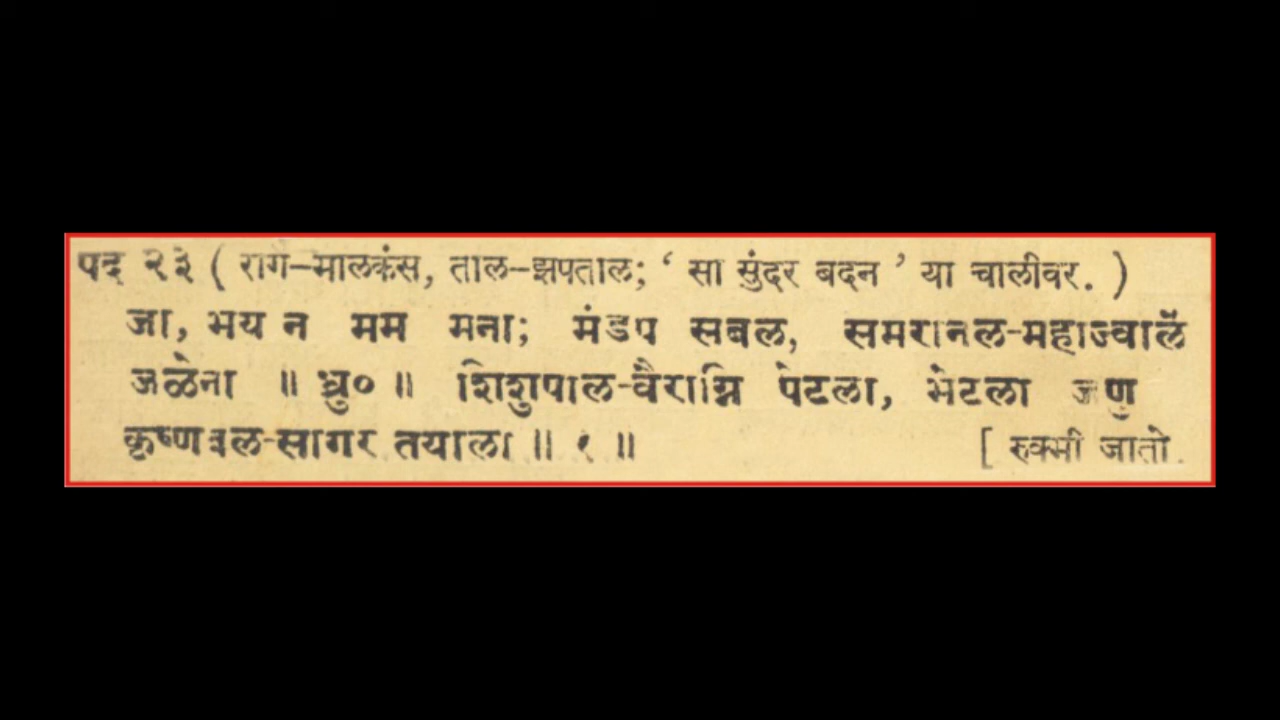 पद २३ ( राग–मालकंस, ताल–झपताल; ‘ सा सुंदर बदन ’ या चालीवर. )
जा, भय न मम मना; मंडप सबल, समरानल-महाज्वालें
जळेना ॥ ध्रु० ॥ शिशुपाल-वैराग्नि पेटला, भेटला जणु
कृष्णबल-सागर तयाला ॥ १ ॥ [ रुक्मी जातो.